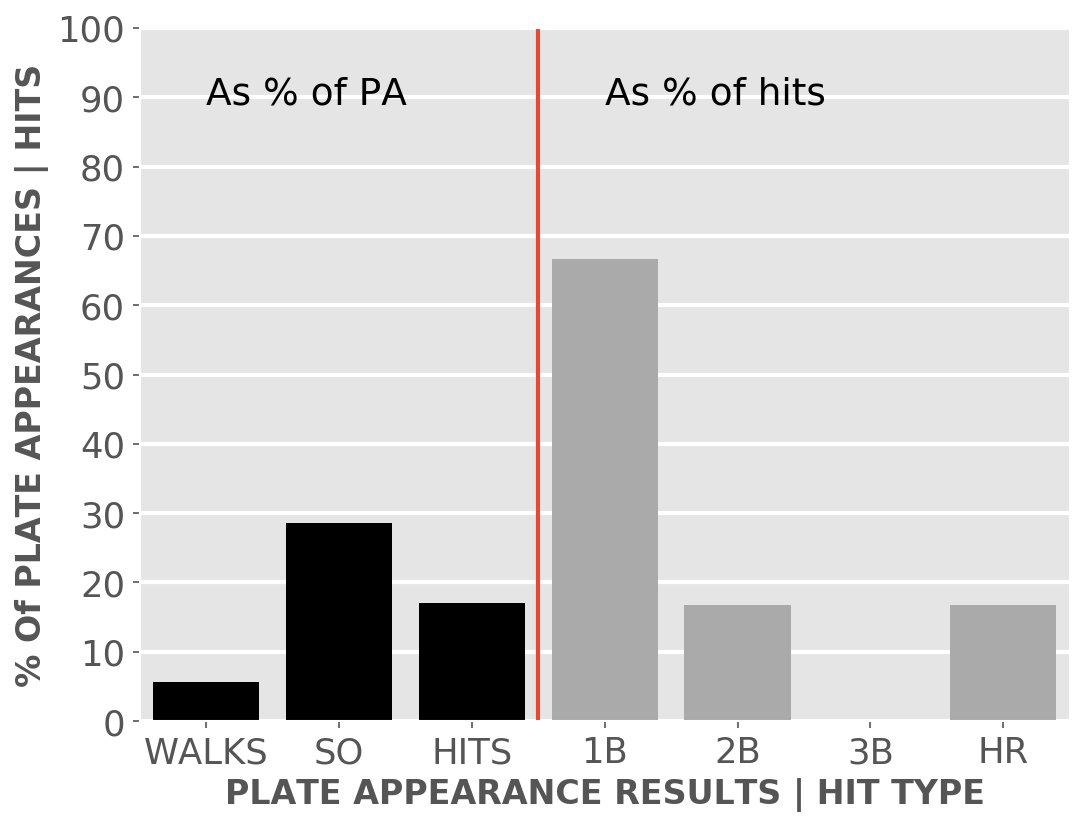 % Of PLATE APPEARANCES | HITS
100
90
80
70
60
50
40
30
20
10
0
As % of PA
As % of hits
WALKS SO HITS 1B 2B 3B HR
PLATE APPEARANCE RESULTS | HIT TYPE